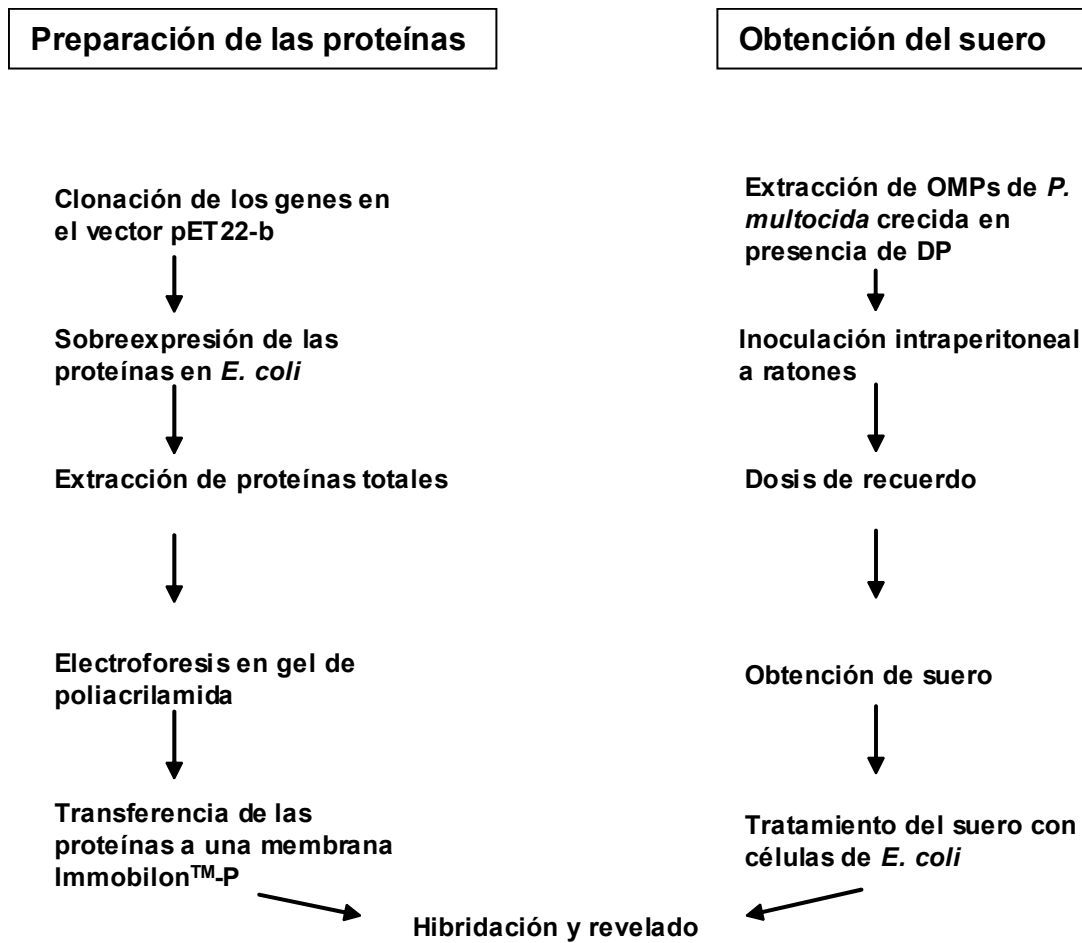 Preparación de las proteínas
Clonación de los genes en
el vector pET22-b
Sobreexpresión de las
proteínas en E. coli
Extracción de proteínas totales
Electroforesis en gel de
poliacrilamida
Transferencia de las
proteínas a una membrana
Immobilon™-P
Obtención del suero
Extracción de OMPs de P.
multocida crecida en
presencia de DP
Inoculación intraperitoneal
a ratones
Dosis de recuerdo
Obtención de suero
Tratamiento del suero con
células de E. coli
Hibridación y revelado